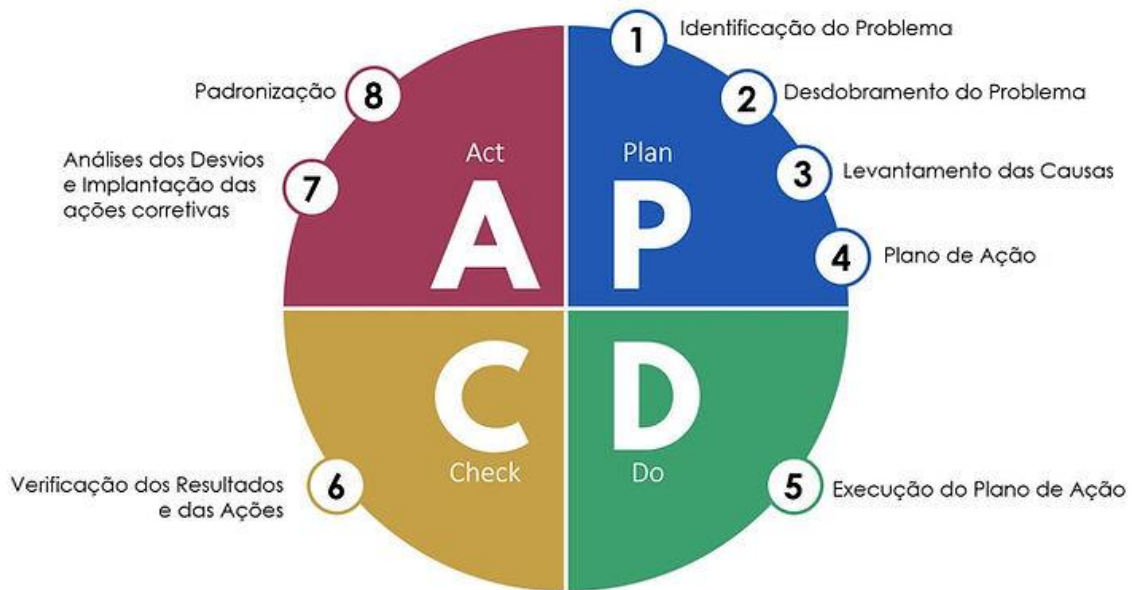 1
Identificação do Problema
2
Desdobramento do Problema
3
Levantamento das Causas
4
Plano de Ação
Plan
P
D
Do
5
Execução do Plano de Ação
C
Check
6
Verificação dos Resultados
e das Ações
Act
A
7
Análises dos Desvios
e Implantação das
ações corretivas
8
Padronização